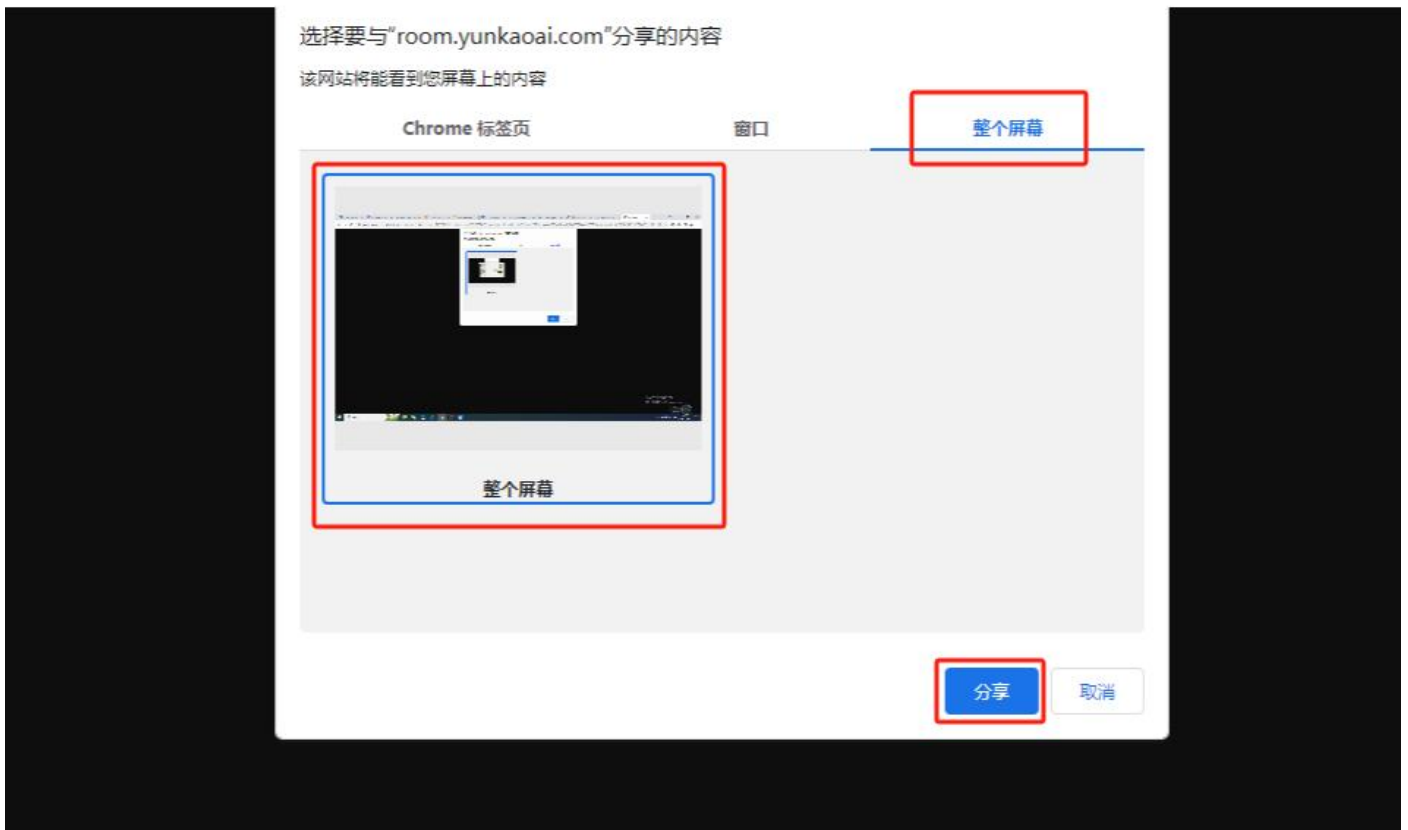 选择要与“room.yunkaoai.com”分享的内容
该网站将能看到您屏幕上的内容
Chrome 标签页
窗口
整个屏幕
整个屏幕
分享
取消